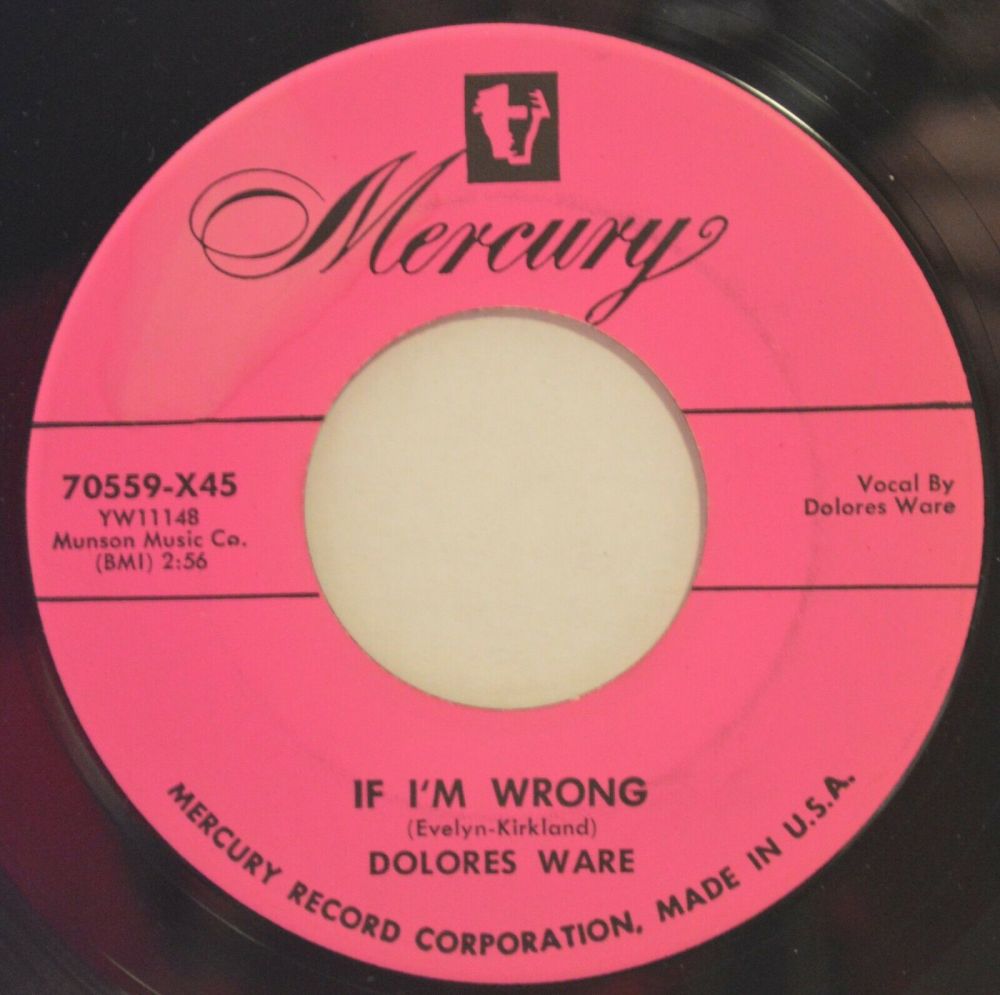 Mercury
70559-X45
YW11148
Munson Music Co.
(BMI) 2:56
Vocal By
Dolores Ware
IF I'M WRONG
(Evelyn-Kirkland)
DOLORES WARE
MERCURY RECORD CORPORATION, MADE IN U.S.A.